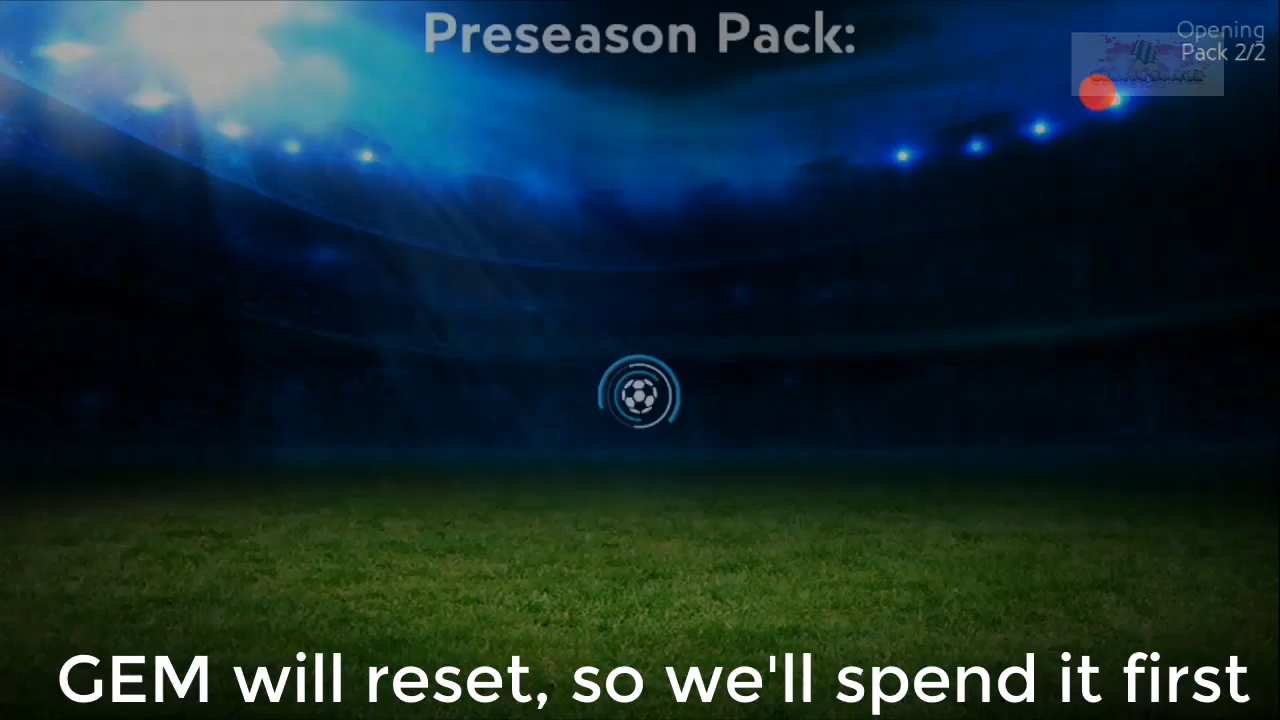 Preseason Pack:
Opening
Pack 2/2
GEM will reset, so we'll spend it first